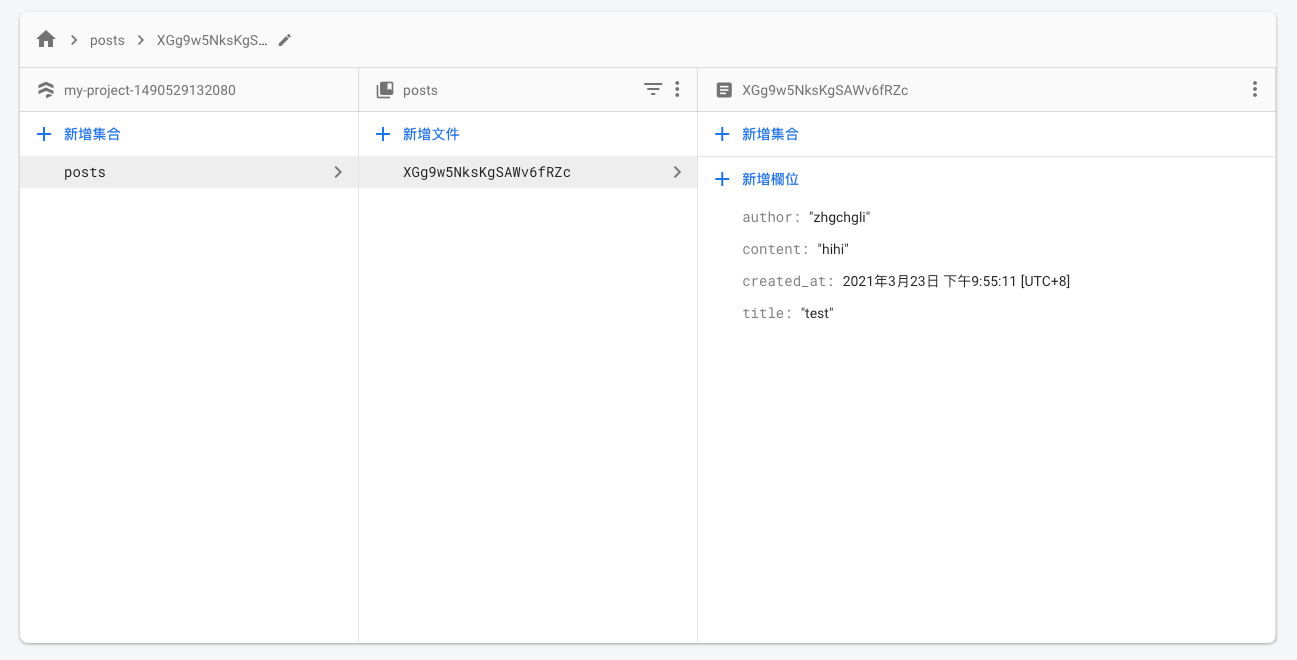 posts XGg9w5NksKgS...
my-project-1490529132080
新增集合
posts
posts
新增文件
XGg9w5NksKgSAWv6fRZc
XGg9w5NksKgSAWv6fRZc
新增集合
新增欄位
author: "zhgchgli"
content: "hihi"
created_at: 2021年3月23日 下午9:55:11 [UTC+8]
title: "test"